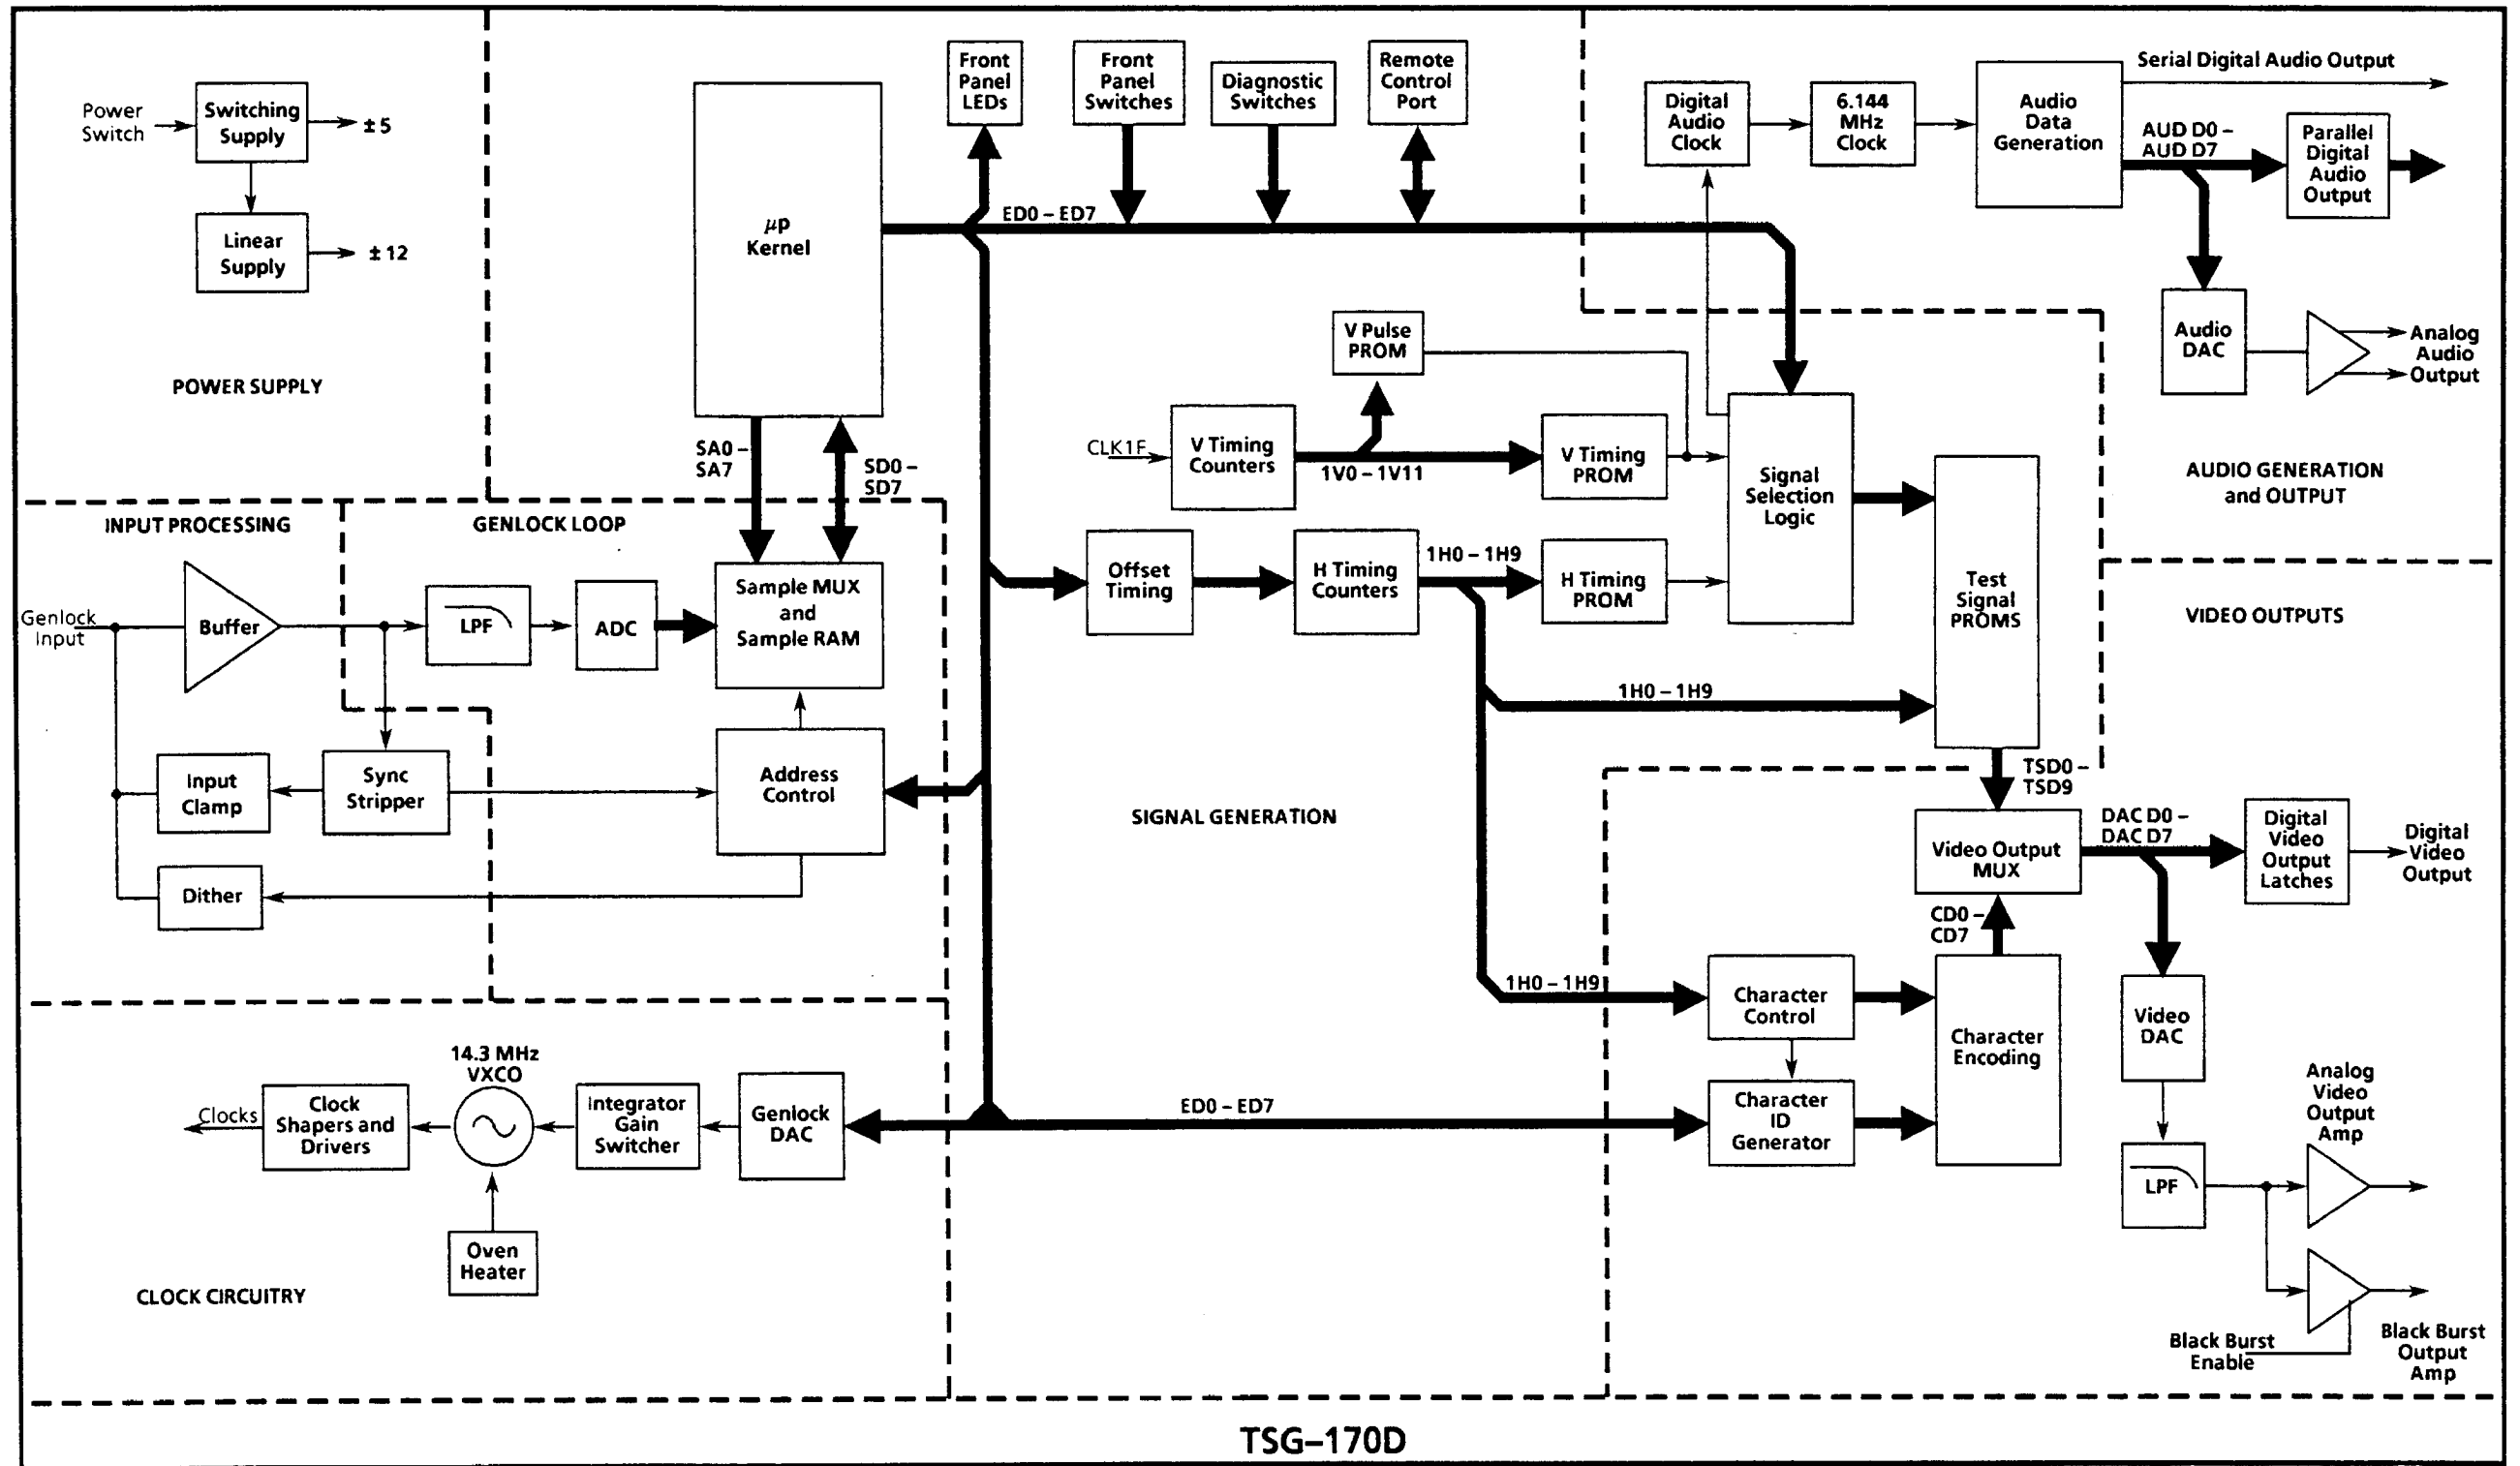 Power
Switch
Switching
Supply
±5
Linear
Supply
±12
POWER SUPPLY
μp
Kernel
Front
Panel
LEDs
Front
Panel
Switches
Diagnostic
Switches
Remote
Control
Port
ED0 – ED7
SA0 –
SA7
SD0 –
SD7
Digital
Audio
Clock
6.144
MHz
Clock
Audio
Data
Generation
Serial Digital Audio Output
AUD D0 –
AUD D7
Parallel
Digital
Audio
Output
Audio
DAC
Analog
Audio
Output
AUDIO GENERATION
and OUTPUT
V Pulse
PROM
CLK1F
V Timing
Counters
1V0 – 1V11
V Timing
PROM
Signal
Selection
Logic
Offset
Timing
H Timing
Counters
1H0 – 1H9
H Timing
PROM
Test
Signal
PROMS
1H0 – 1H9
SIGNAL GENERATION
INPUT PROCESSING
GENLOCK LOOP
Genlock
Input
Buffer
LPF
ADC
Sample MUX
and
Sample RAM
Input
Clamp
Sync
Stripper
Address
Control
Dither
VIDEO OUTPUTS
TSD0 –
TSD9
Video Output
MUX
DAC D0 –
DAC D7
Digital
Video
Output
Latches
Digital
Video
Output
CD0 –
CD7
1H0 – 1H9
Character
Control
Character
Encoding
Character
ID
Generator
ED0 – ED7
Video
DAC
LPF
Analog
Video
Output
Amp
Black Burst
Enable
Black Burst
Output
Amp
14.3 MHz
VXCO
Clocks
Clock
Shapers and
Drivers
Integrator
Gain
Switcher
Genlock
DAC
Oven
Heater
CLOCK CIRCUITRY
TSG–170D